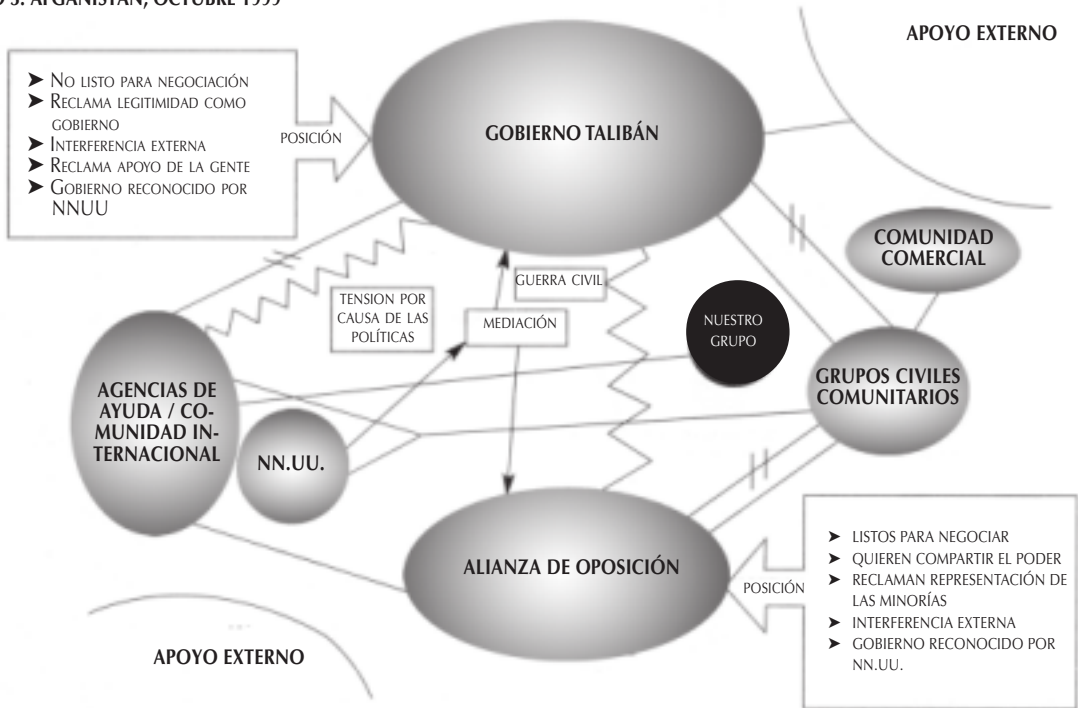 3. AFGANISTÁN, OCTUBRE 1999
APOYO EXTERNO
➤ NO LISTO PARA NEGOCIACIÓN
➤ RECLAMA LEGITIMIDAD COMO
GOBIERNO
➤ INTERFERENCIA EXTERNA
➤ RECLAMA APOYO DE LA GENTE
➤ GOBIERNO RECONOCIDO POR
NNUU
POSICIÓN
GOBIERNO TALIBÁN
COMUNIDAD
COMERCIAL
GUERRA CIVIL
TENSION POR
CAUSA DE LAS
POLÍTICAS
MEDIACIÓN
NUESTRO
GRUPO
AGENCIAS DE
AYUDA / CO-
MUNIDAD IN-
TERNACIONAL
NN.UU.
GRUPOS CIVILES
COMUNITARIOS
ALIANZA DE OPOSICIÓN
POSICIÓN
➤ LISTOS PARA NEGOCIAR
➤ QUIEREN COMPARTIR EL PODER
➤ RECLAMAN REPRESENTACIÓN DE
LAS MINORÍAS
➤ INTERFERENCIA EXTERNA
➤ GOBIERNO RECONOCIDO POR
NN.UU.
APOYO EXTERNO